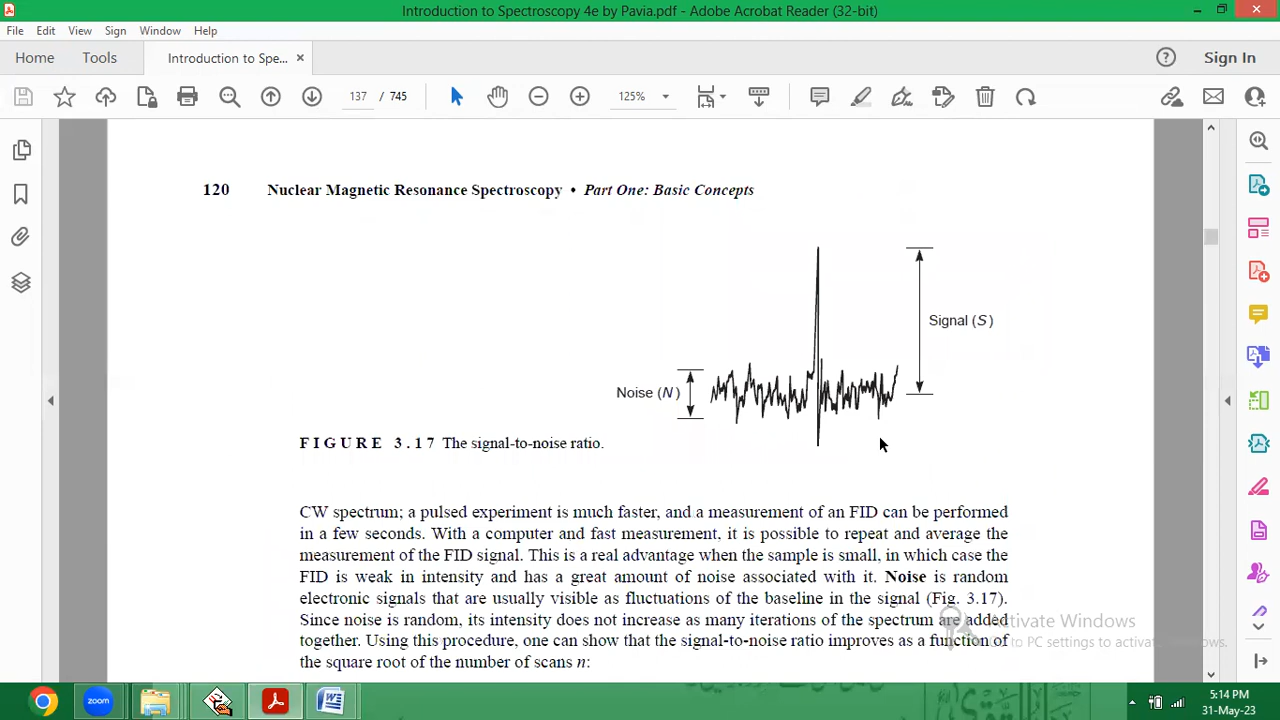 Introduction to Spectroscopy 4e by Pavia.pdf - Adobe Acrobat Reader (32-bit)
File Edit View Sign Window Help
Home Tools Introduction to Spe... × Sign In
137 / 745 125%
120 Nuclear Magnetic Resonance Spectroscopy • Part One: Basic Concepts
Signal (S)
Noise (N)
FIGURE 3.17 The signal-to-noise ratio.
CW spectrum; a pulsed experiment is much faster, and a measurement of an FID can be performed
in a few seconds. With a computer and fast measurement, it is possible to repeat and average the
measurement of the FID signal. This is a real advantage when the sample is small, in which case the
FID is weak in intensity and has a great amount of noise associated with it. Noise is random
electronic signals that are usually visible as fluctuations of the baseline in the signal (Fig. 3.17).
Since noise is random, its intensity does not increase as many iterations of the spectrum are added
together. Using this procedure, one can show that the signal-to-noise ratio improves as a function of
the square root of the number of scans n:
Activate Windows
Go to PC settings to activate Windows.
zoom
5:14 PM
31-May-23